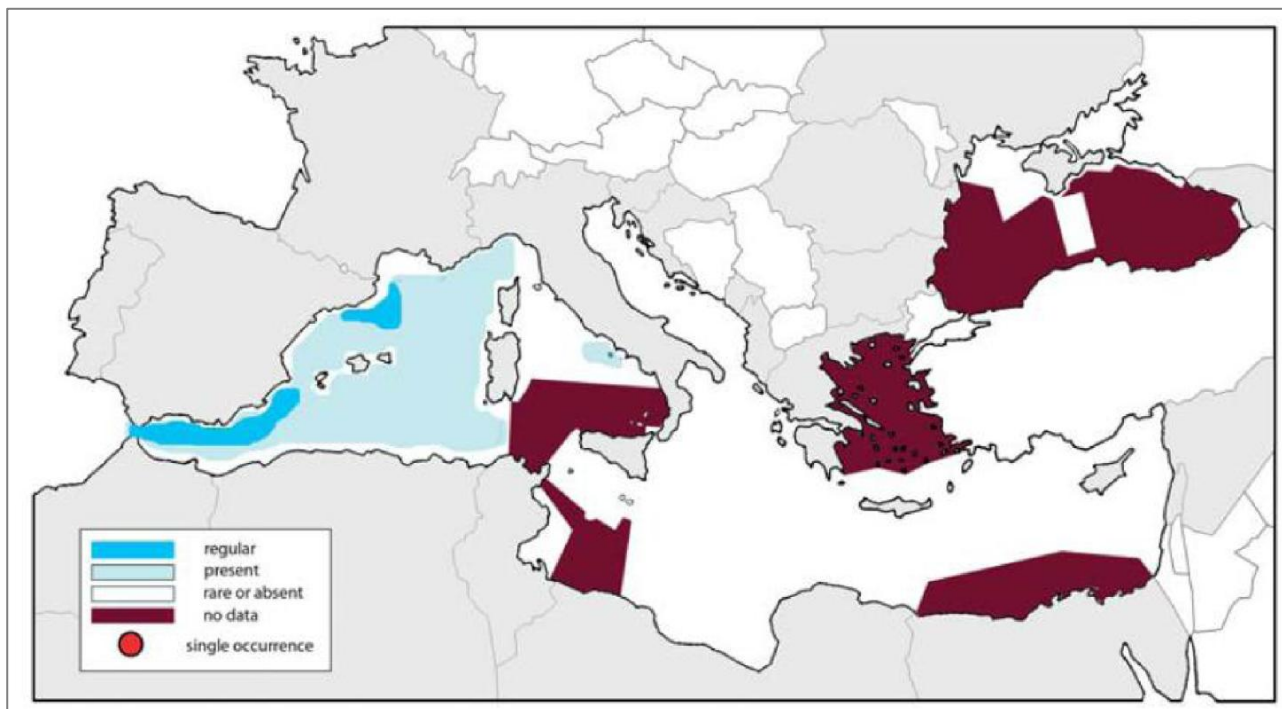 regular
present
rare or absent
no data
single occurrence